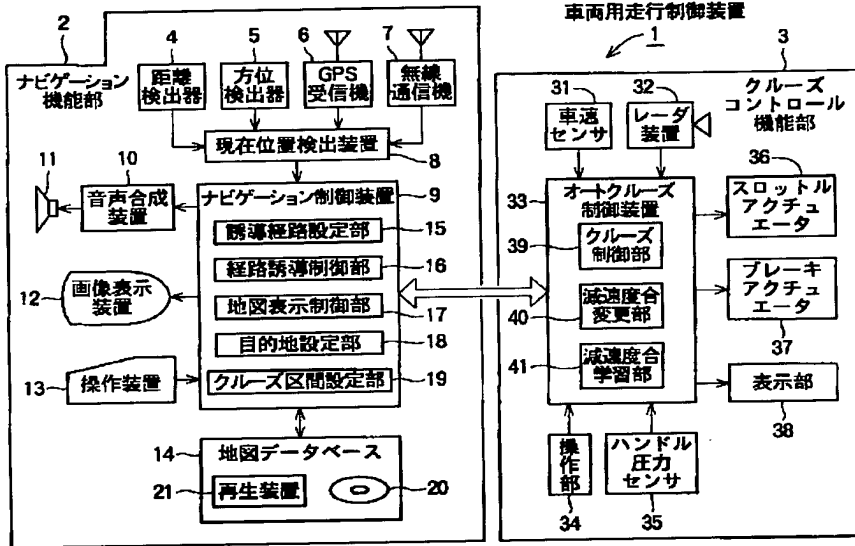 車両用走行制御装置
1
2
ナビゲーション
機能部
4
5
6
7
距離
検出器
方位
検出器
GPS
受信機
無線
通信機
現在位置検出装置
8
11
10
音声合成
装置
ナビゲーション制御装置
9
誘導経路設定部
15
経路誘導制御部
16
地図表示制御部
17
目的地設定部
18
クルーズ区間設定部
19
12
画像表示
装置
13
操作装置
14
地図データベース
21
再生装置
20
3
クルーズ
コントロール
機能部
31
車速
センサ
32
レーダ
装置
33
オートクルーズ
制御装置
39
クルーズ
制御部
40
減速度合
変更部
41
減速度合
学習部
36
スロットル
アクチュ
エータ
ブレーキ
アクチュ
エータ
37
表示部
38
操
作
部
34
ハンドル
圧力
センサ
35